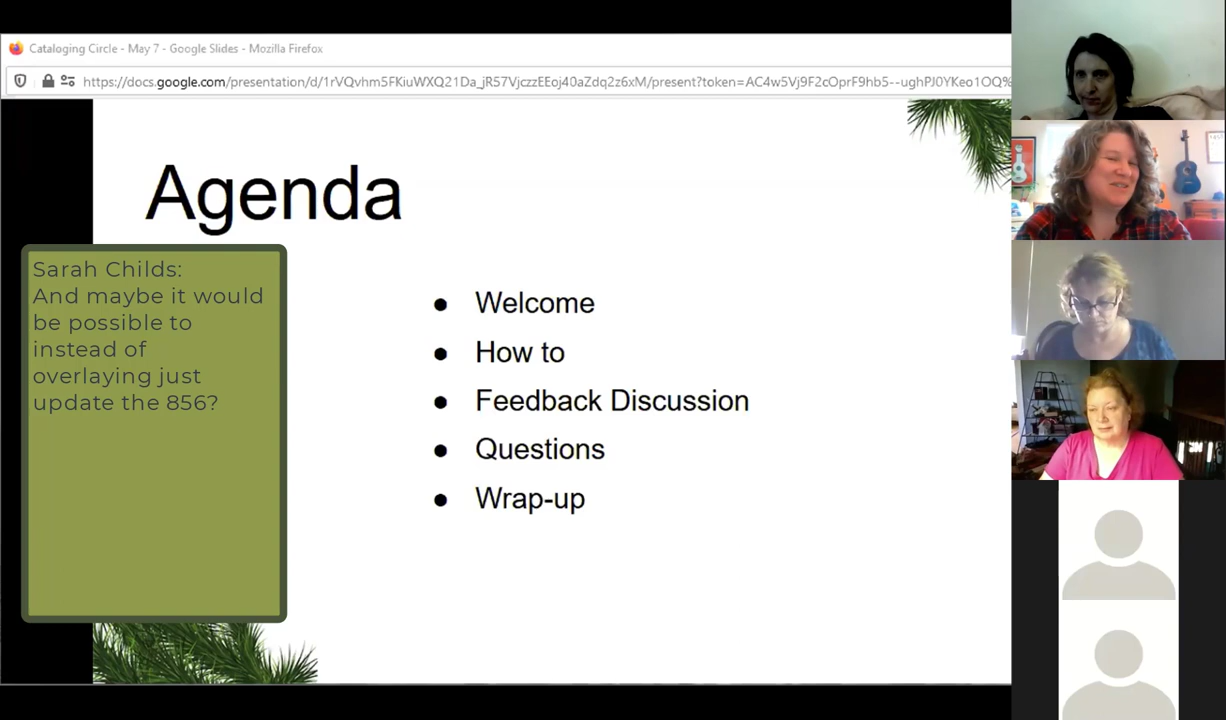 Cataloging Circle - May 7 - Google Slides - Mozilla Firefox
https://docs.google.com/presentation/d/1rVQvhm5FKiuWXQ21Da_jR57VjczzEEoj40aZdq2z6xM/present?token=AC4w5Vj9F2cOprF9hb5--ughPJ0YKeo1OQ%
Agenda
Sarah Childs:
And maybe it would
be possible to
instead of
overlaying just
update the 856?
● Welcome
● How to
● Feedback Discussion
● Questions
● Wrap-up